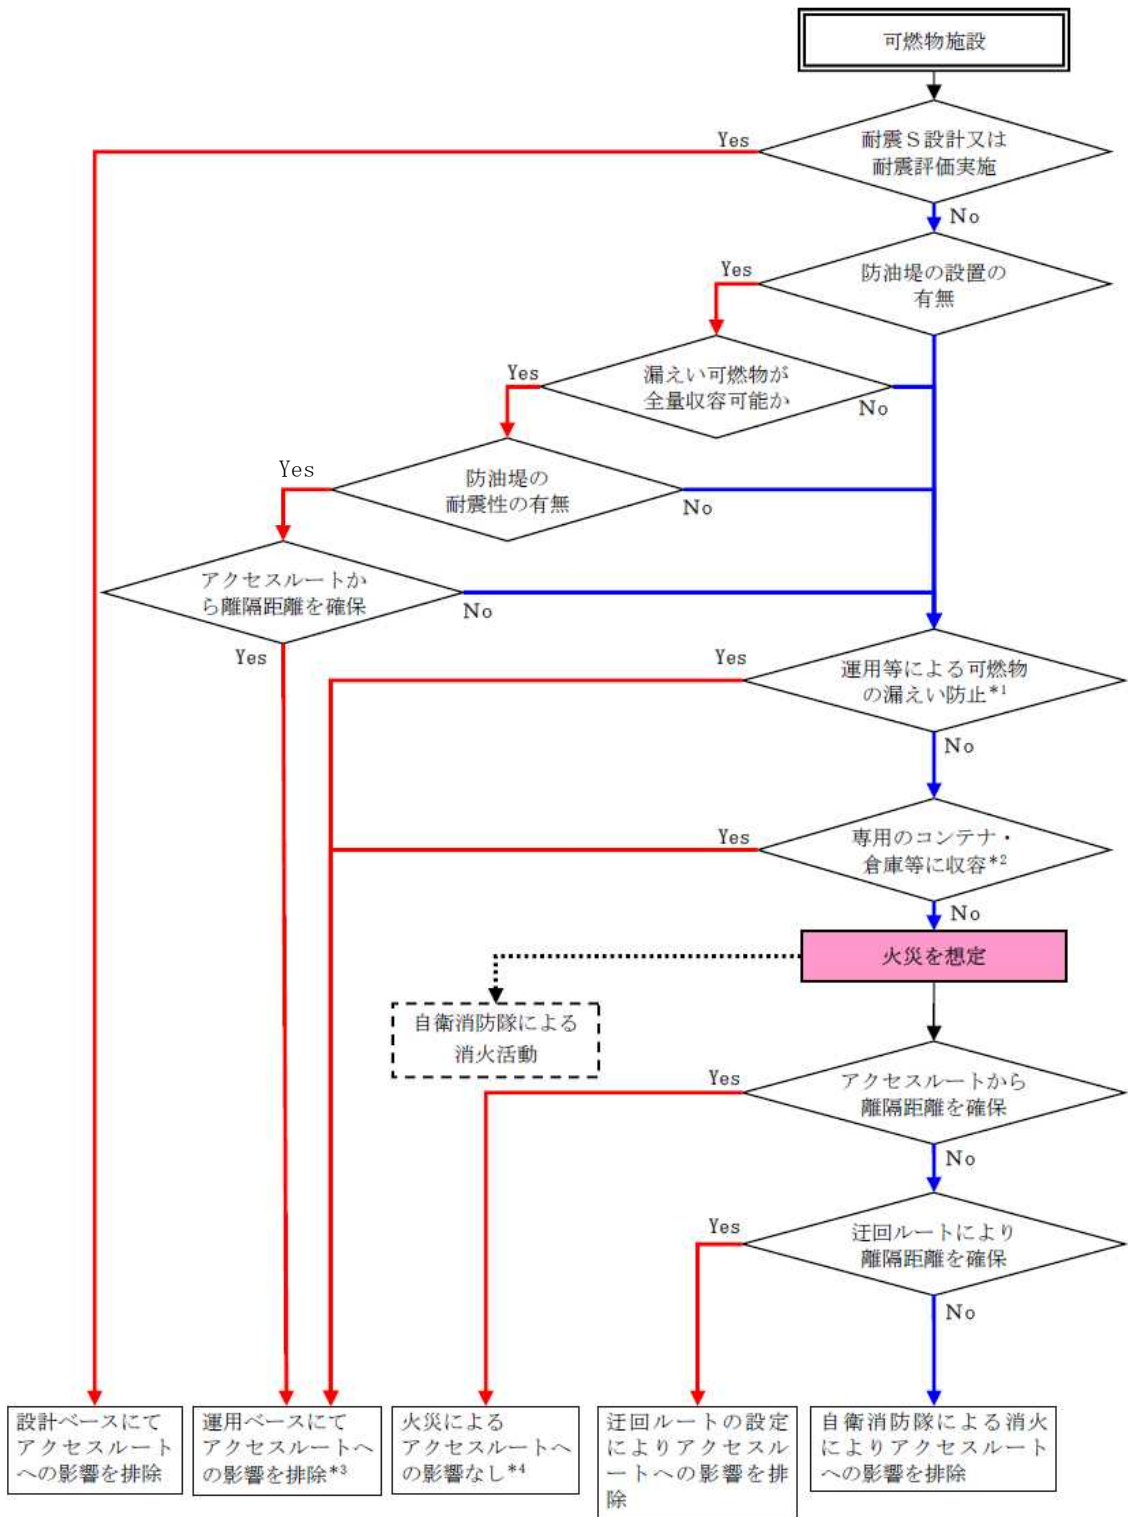 可燃物施設
耐震Ｓ設計又は
耐震評価実施
Yes
No
防油堤の設置の
有無
Yes
漏えい可燃物が
全量収容可能か
Yes
No
防油堤の
耐震性の有無
Yes
No
アクセスルートか
ら離隔距離を確保
No
Yes
運用等による可燃物
の漏えい防止*1
Yes
No
専用のコンテナ・
倉庫等に収容*2
Yes
No
火災を想定
自衛消防隊による
消火活動
アクセスルートから
離隔距離を確保
Yes
No
迂回ルートにより
離隔距離を確保
Yes
No
設計ベースにて
アクセスルート
への影響を排除
運用ベースにて
アクセスルートへ
の影響を排除*3
火災による
アクセスルートへ
の影響なし*4
迂回ルートの設定
によりアクセスル
ートへの影響を排
除
自衛消防隊による消火
によりアクセスルート
への影響を排除